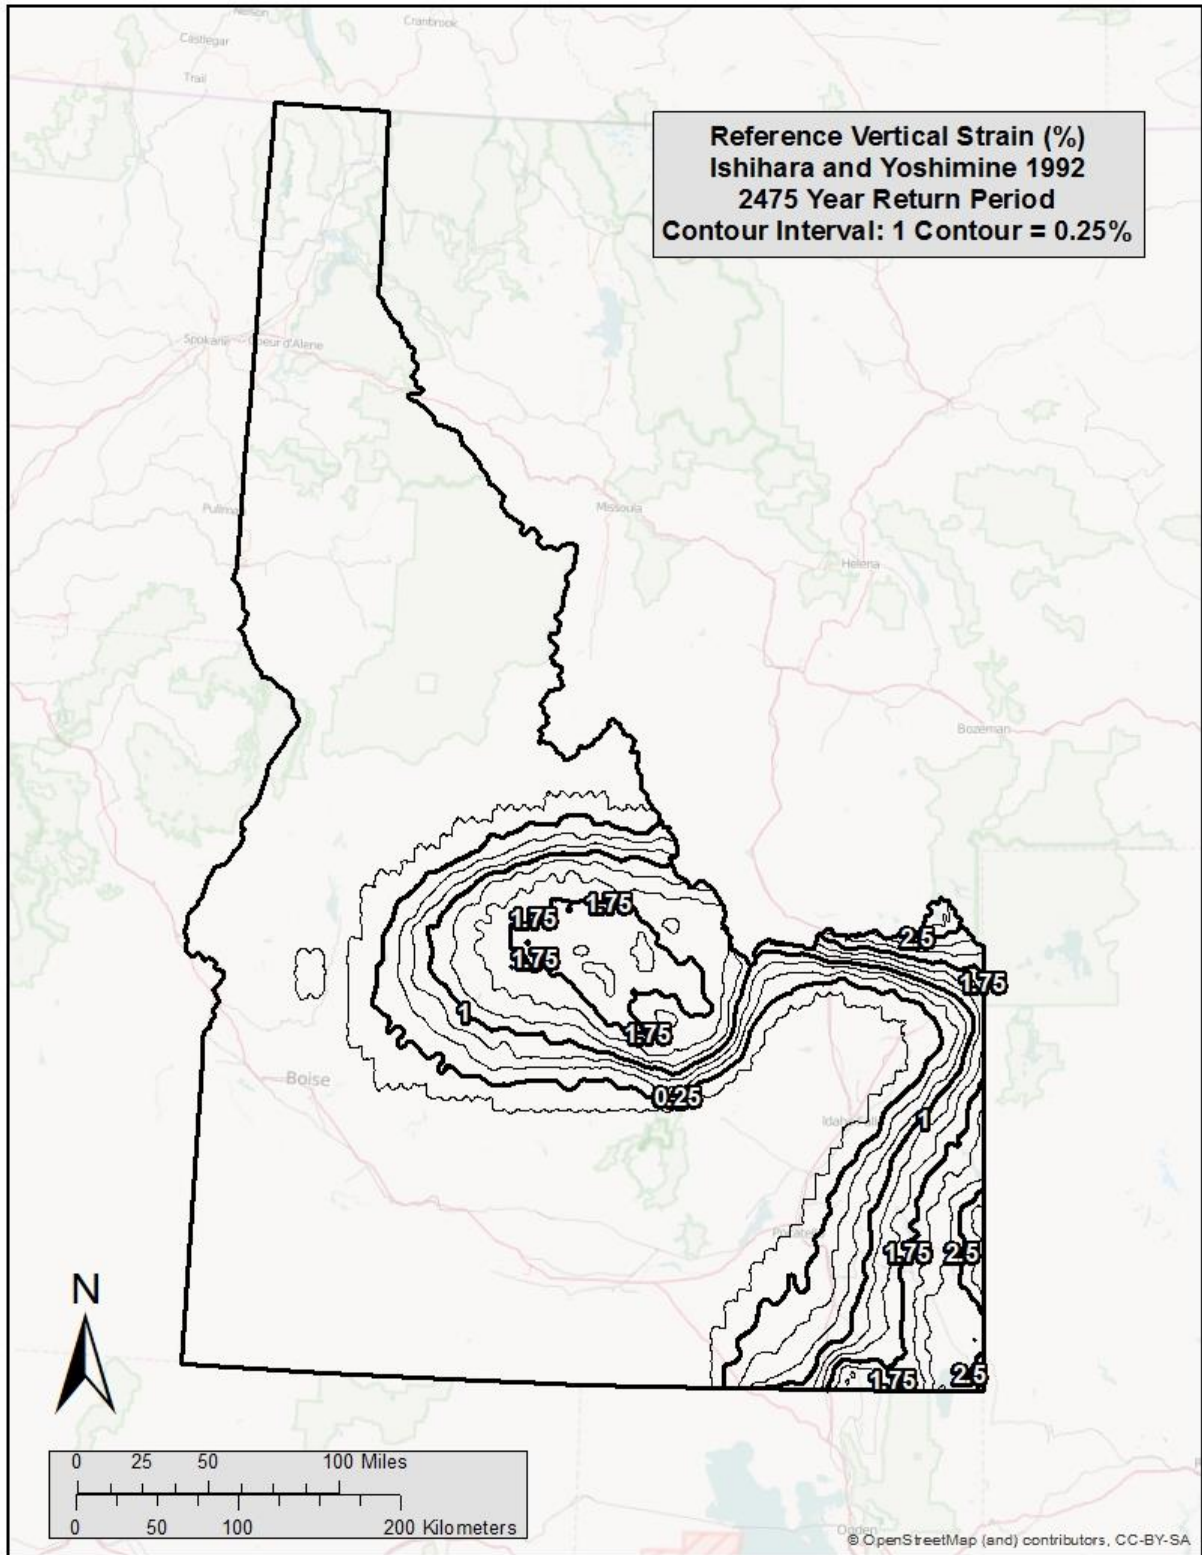 Nelson
Cranbrook
Castlegar
Trail
Reference Vertical Strain (%)
Ishihara and Yoshimine 1992
2475 Year Return Period
Contour Interval: 1 Contour = 0.25%
Spokane
Coeur d'Alene
Missoula
Helena
Bozeman
1.75
1.75
2.5
1.75
1.75
1
1.75
Boise
0.25
1
1.75
2.5
N
1.75
2.5
0 25 50 100 Miles
0 50 100 200 Kilometers
Ogden
© OpenStreetMap (and) contributors, CC-BY-SA